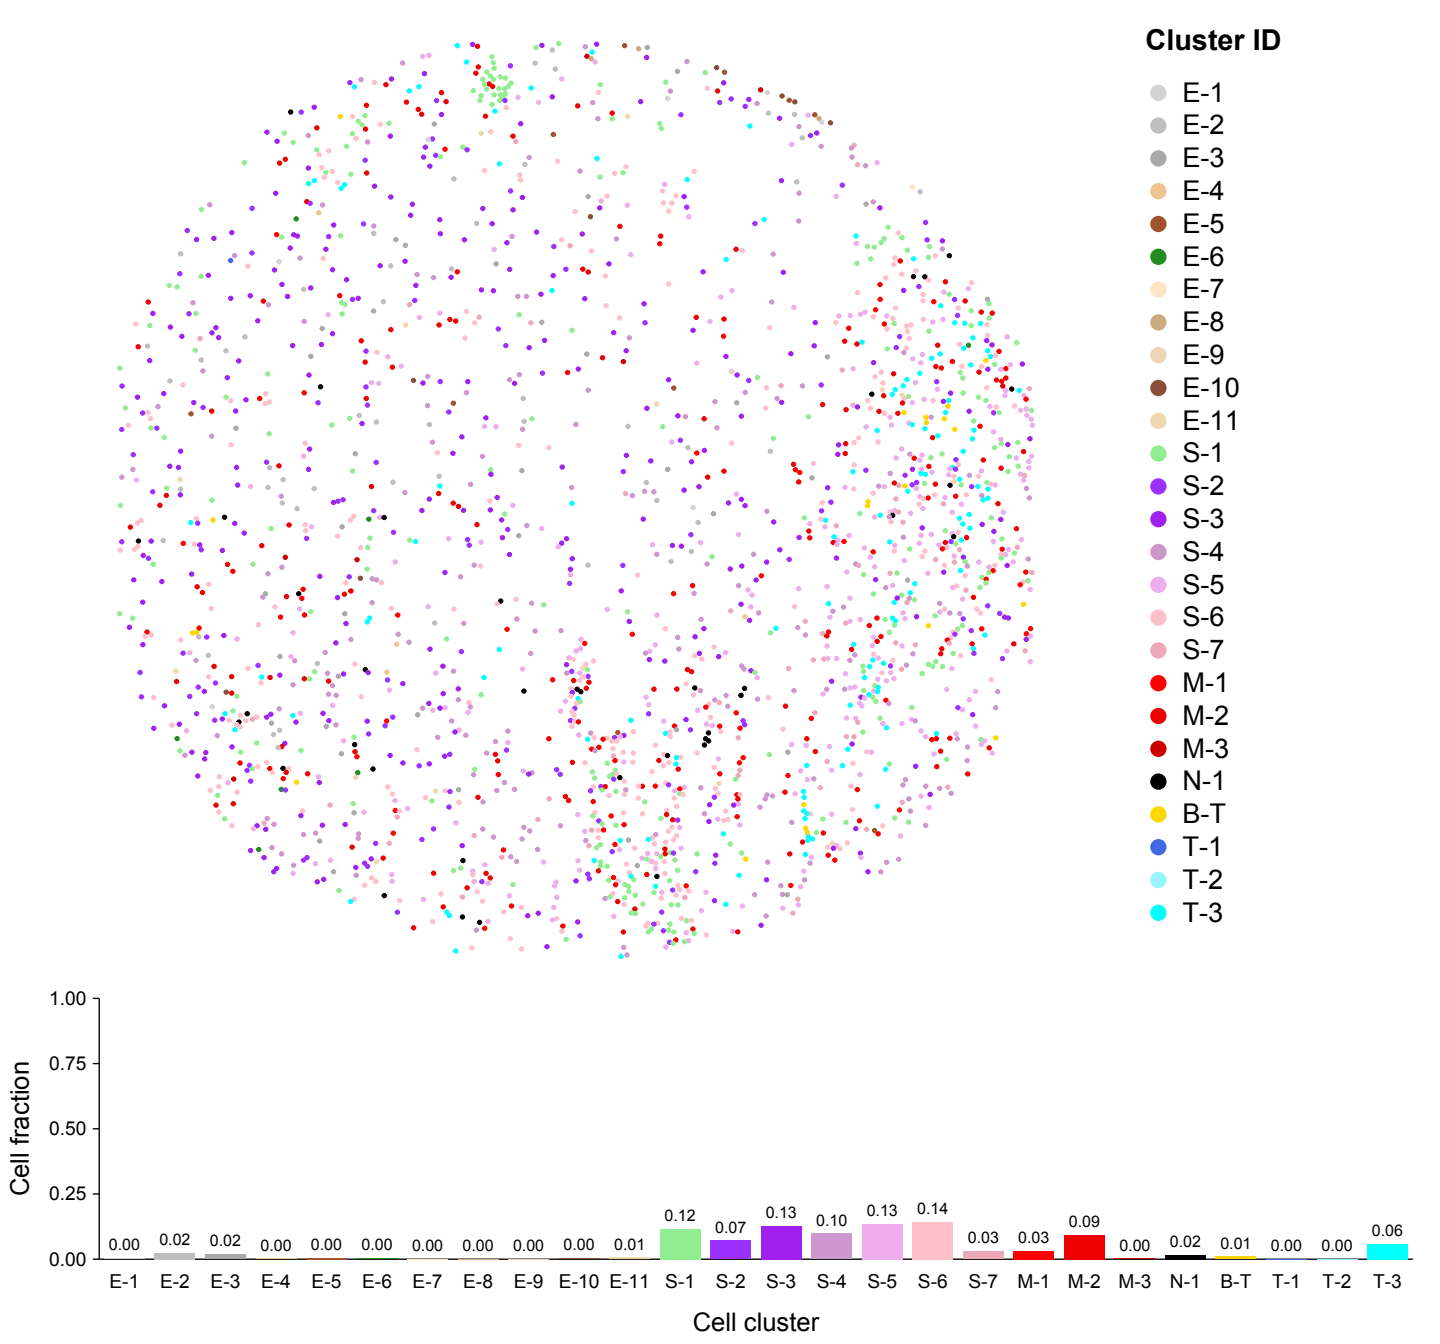 Cluster ID
E-1
E-2
E-3
E-4
E-5
E-6
E-7
E-8
E-9
E-10
E-11
S-1
S-2
S-3
S-4
S-5
S-6
S-7
M-1
M-2
M-3
N-1
B-T
T-1
T-2
T-3
1.00
0.75
0.50
0.25
0.00
Cell fraction
0.00 0.02 0.02 0.00 0.00 0.00 0.00 0.00 0.00 0.00 0.01 0.12 0.07 0.13 0.10 0.13 0.14 0.03 0.03 0.09 0.00 0.02 0.01 0.00 0.00 0.06
E-1 E-2 E-3 E-4 E-5 E-6 E-7 E-8 E-9 E-10 E-11 S-1 S-2 S-3 S-4 S-5 S-6 S-7 M-1 M-2 M-3 N-1 B-T T-1 T-2 T-3
Cell cluster